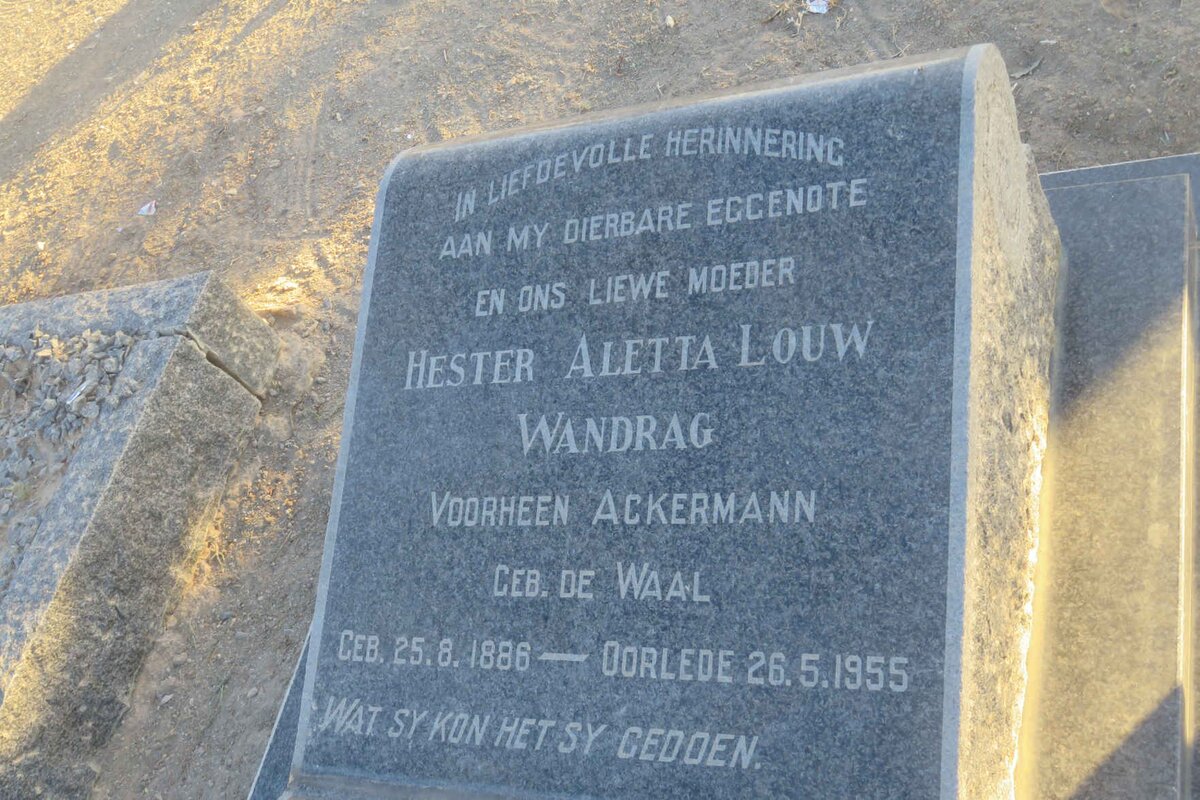 IN LIEFDEVOLLE HERINNERING
AAN MY DIERBARE EGGENOTE
EN ONS LIEWE MOEDER
HESTER ALETTA LOUW
WANDRAG
VOORHEEN ACKERMANN
GEB. DE WAAL
GEB. 25.8.1886 — OORLEDE 26.5.1955
WAT SY KON HET SY GEDOEN.